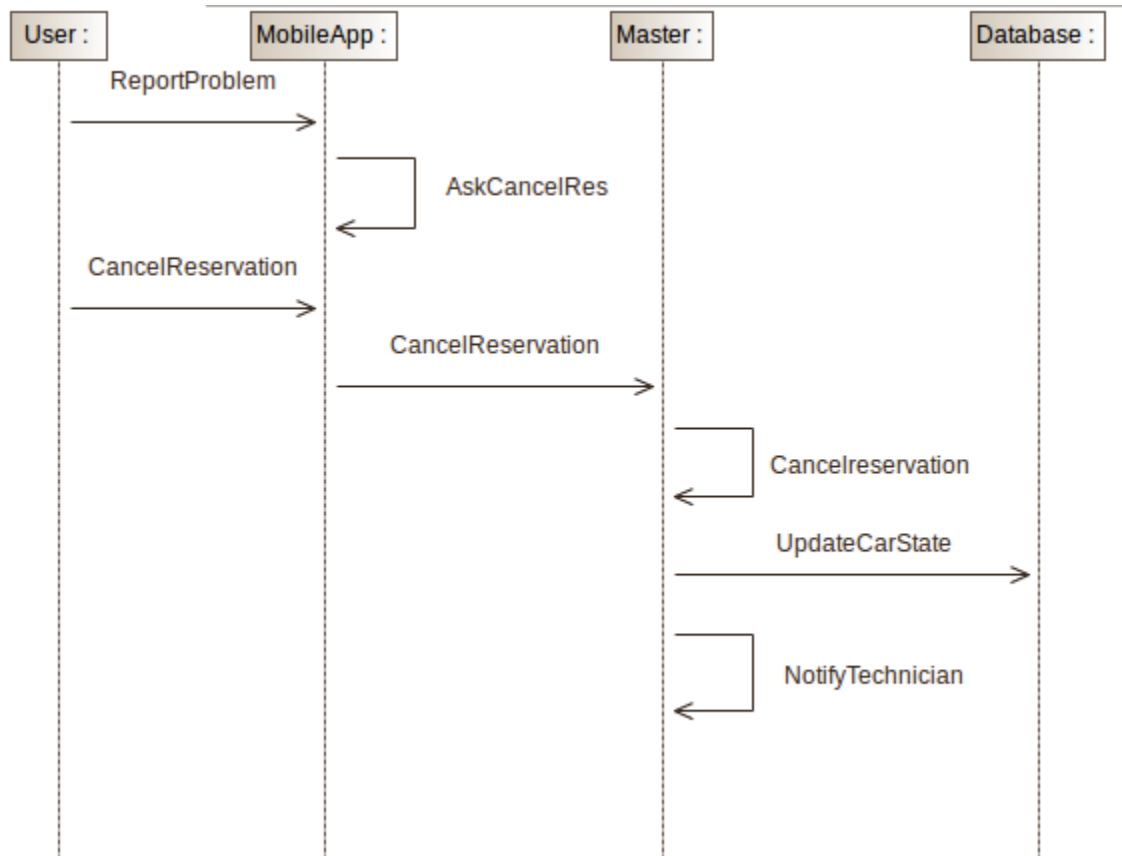 User :
MobileApp :
Master :
Database :
ReportProblem
AskCancelRes
CancelReservation
CancelReservation
Cancelreservation
UpdateCarState
NotifyTechnician